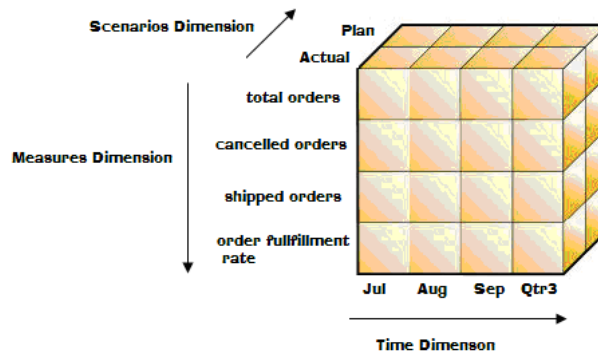 Scenarios Dimension
Plan
Actual
total orders
cancelled orders
Measures Dimension
shipped orders
order fullfillment
rate
Jul Aug Sep Qtr3
Time Dimenson